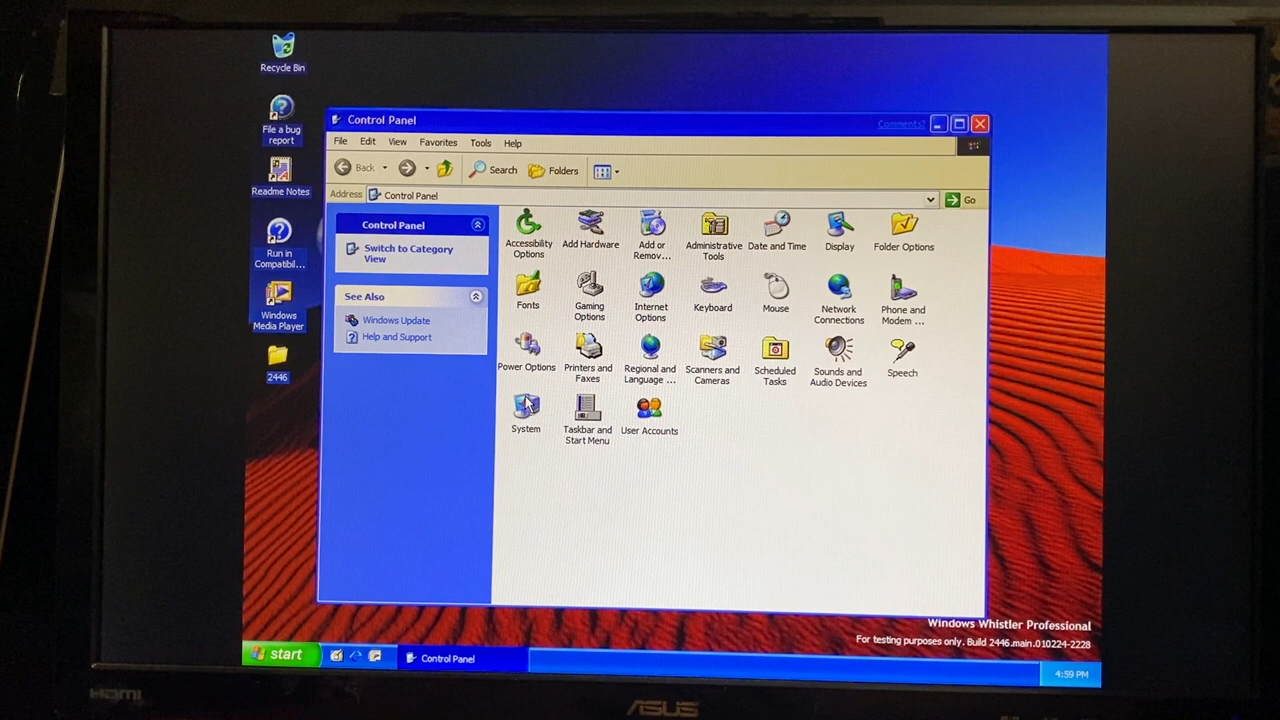 Recycle Bin
File a bug
report
Readme Notes
Run in
Compatibil...
Windows
Media Player
2446
Control Panel
Comments?
File Edit View Favorites Tools Help
Back Search Folders
Address Control Panel Go
Control Panel
Switch to Category
View
See Also
Windows Update
Help and Support
Accessibility
Options
Add Hardware
Add or
Remov...
Administrative
Tools
Date and Time
Display
Folder Options
Fonts
Gaming
Options
Internet
Options
Keyboard
Mouse
Network
Connections
Phone and
Modem ...
Power Options
Printers and
Faxes
Regional and
Language ...
Scanners and
Cameras
Scheduled
Tasks
Sounds and
Audio Devices
Speech
System
Taskbar and
Start Menu
User Accounts
Windows Whistler Professional
For testing purposes only. Build 2446.main.010224-2228
start Control Panel 4:59 PM
HDMI
ASUS